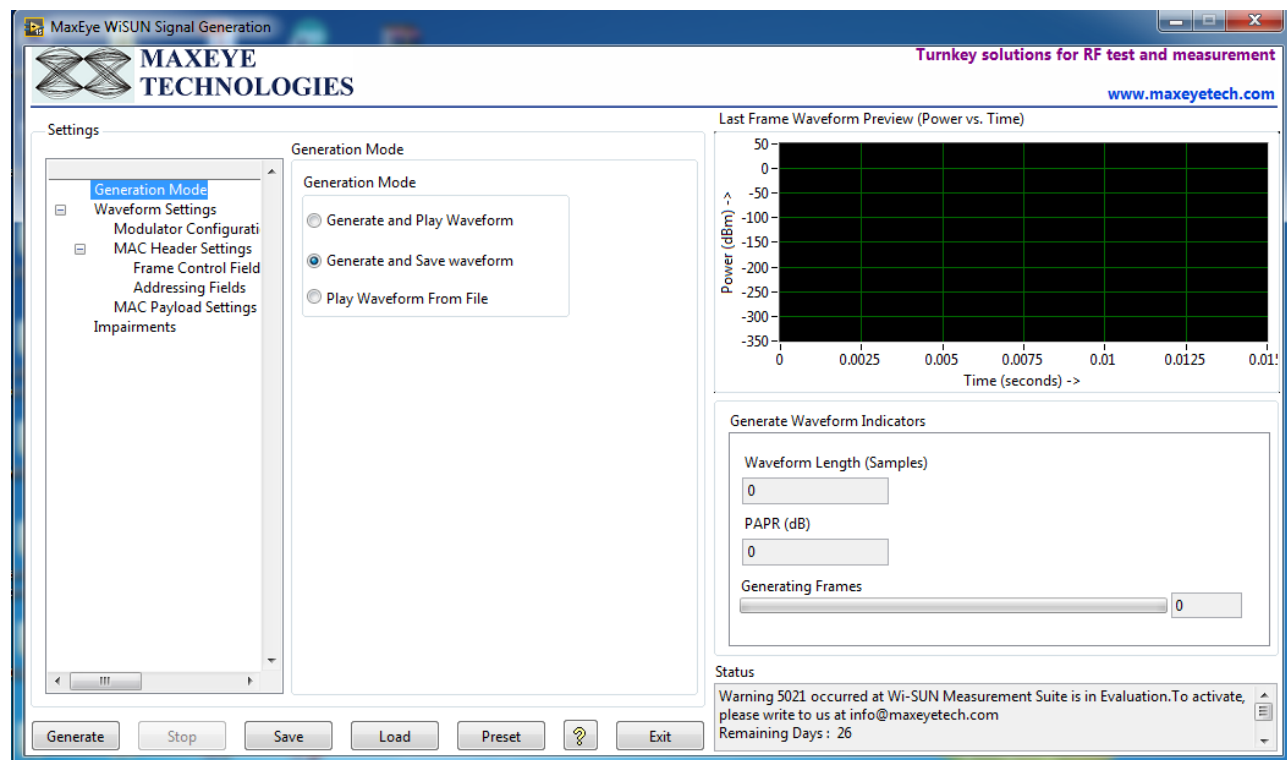 MaxEye WiSUN Signal Generation
MAXEYE
TECHNOLOGIES
Turnkey solutions for RF test and measurement
www.maxeyetech.com
Settings
Generation Mode
Waveform Settings
Modulator Configurati
MAC Header Settings
Frame Control Field
Addressing Fields
MAC Payload Settings
Impairments
Generation Mode
Generation Mode
Generate and Play Waveform
Generate and Save waveform
Play Waveform From File
Last Frame Waveform Preview (Power vs. Time)
Power (dBm) ->
50
0
-50
-100
-150
-200
-250
-300
-350
0 0.0025 0.005 0.0075 0.01 0.0125 0.01
Time (seconds) ->
Generate Waveform Indicators
Waveform Length (Samples)
0
PAPR (dB)
0
Generating Frames
0
Status
Warning 5021 occurred at Wi-SUN Measurement Suite is in Evaluation.To activate,
please write to us at info@maxeyetech.com
Remaining Days : 26
Generate Stop Save Load Preset ? Exit